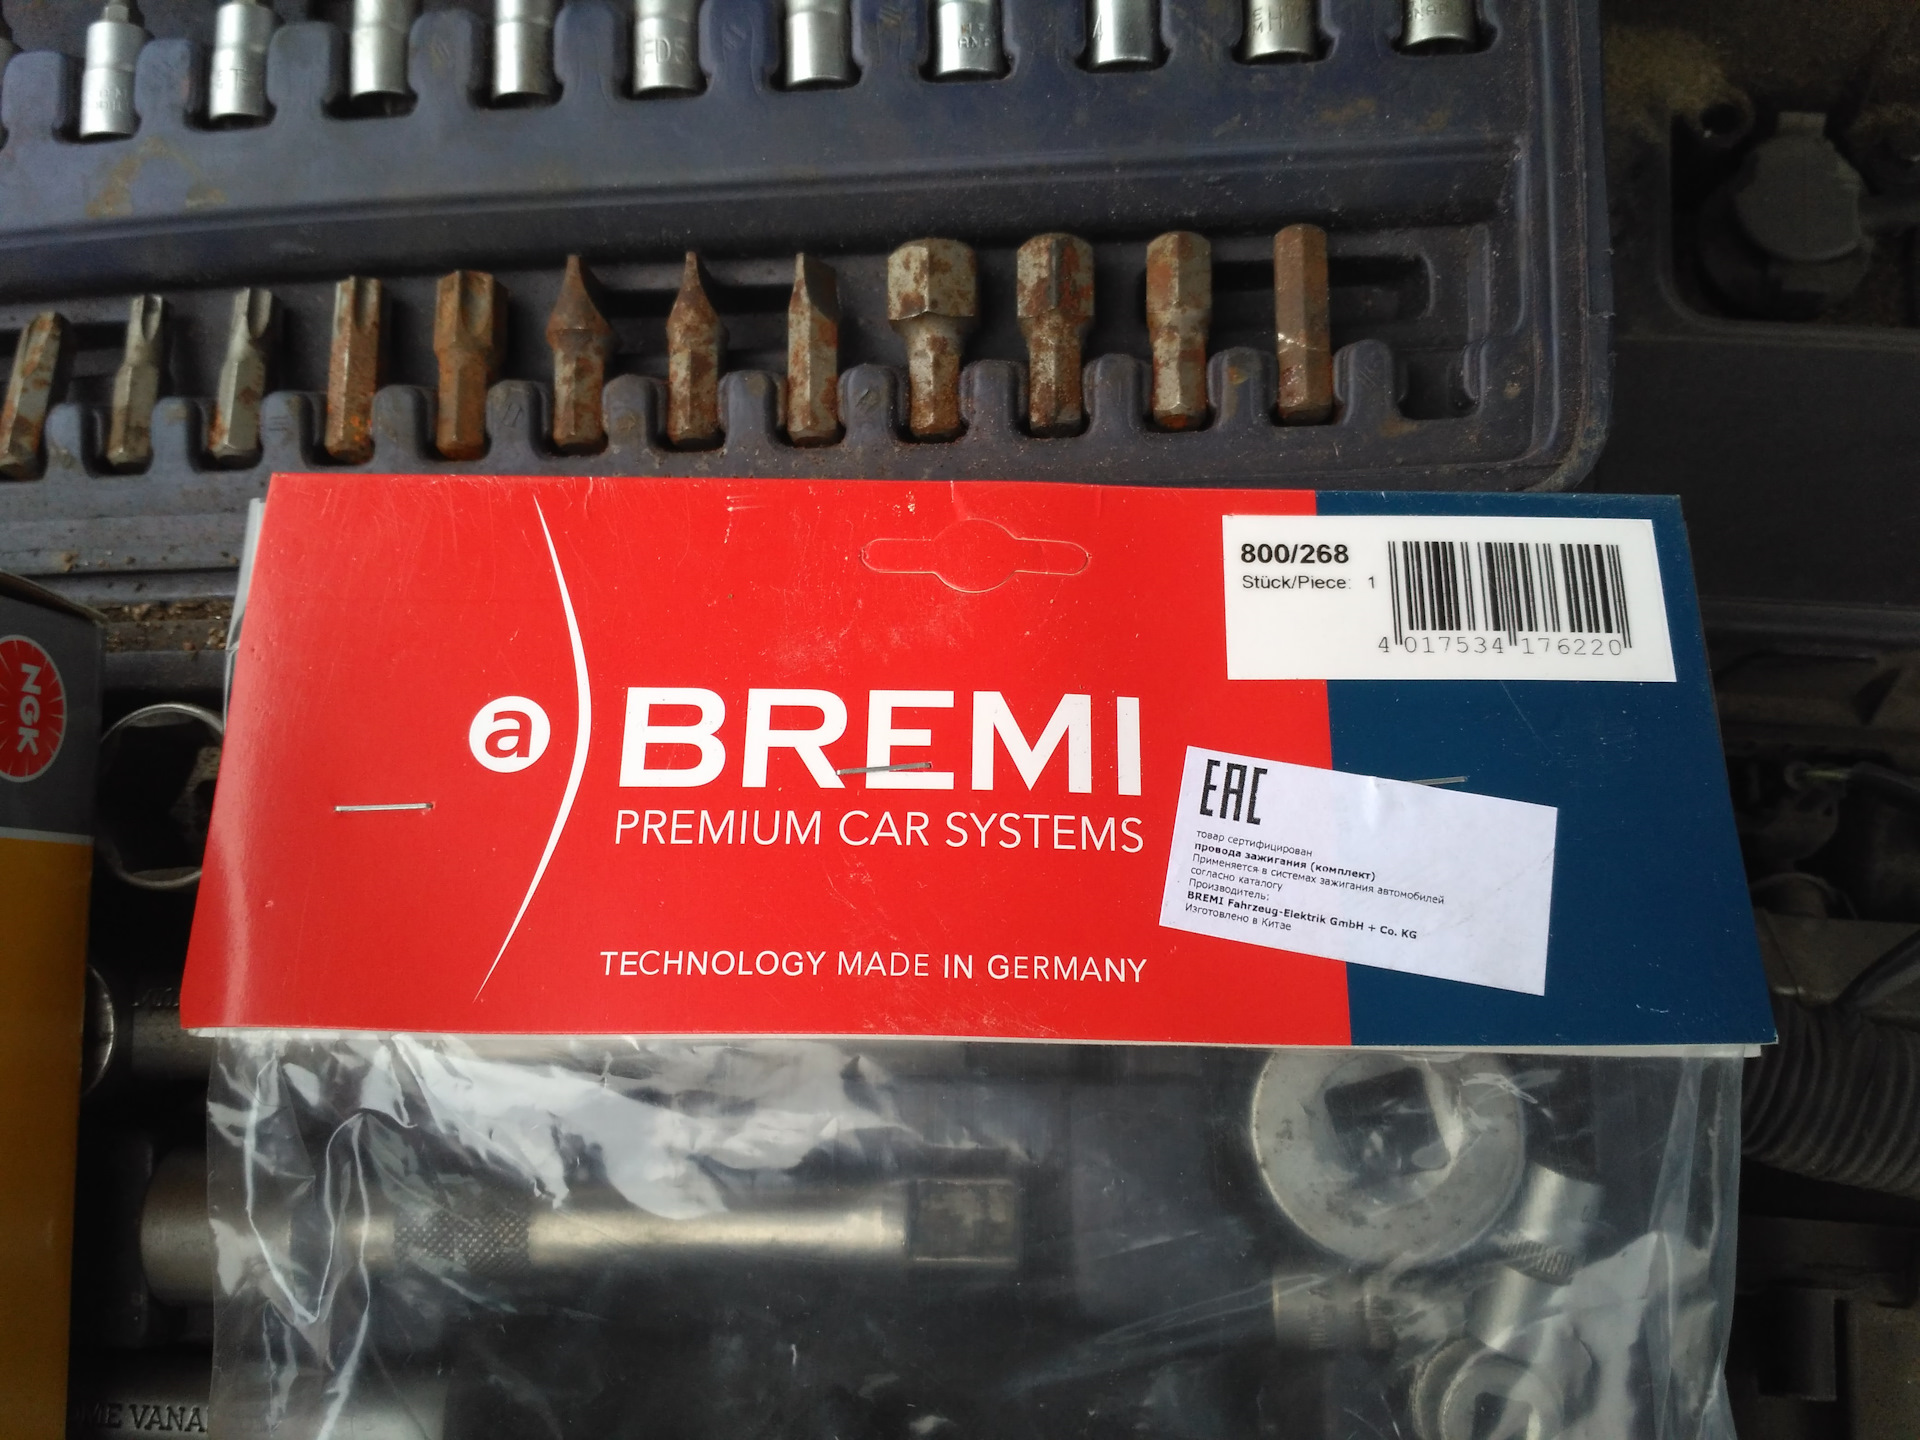 800/268
Stück/Piece: 1
4 017534 176220
NGK
a
BREMI
PREMIUM CAR SYSTEMS
TECHNOLOGY MADE IN GERMANY
EAC
товар сертифицирован
провода зажигания (комплект)
Применяется в системах зажигания автомобилей
согласно каталогу
Производитель:
BREMI Fahrzeug-Elektrik GmbH + Co. KG
Изготовлено в Китае